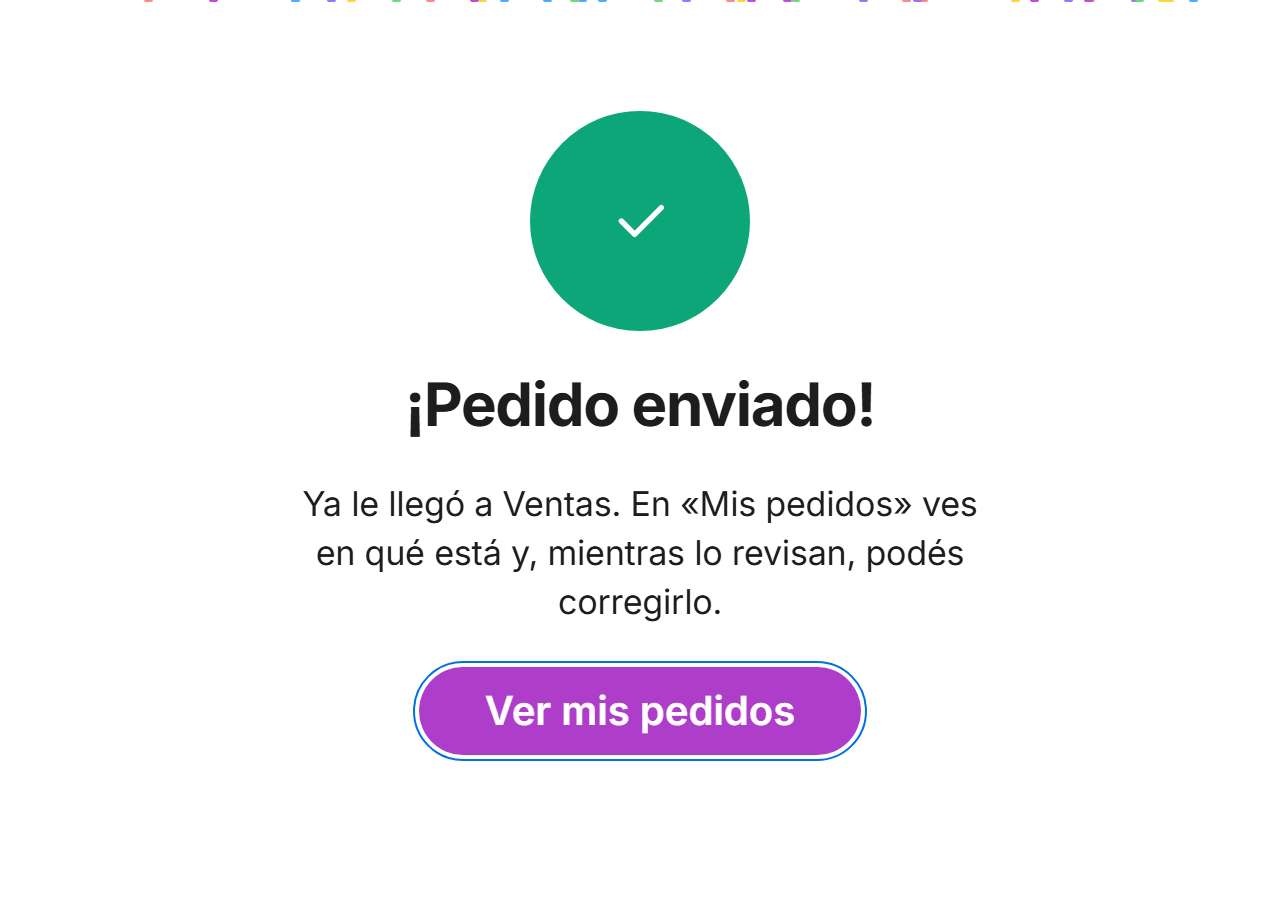 ¡Pedido enviado!
Ya le llegó a Ventas. En «Mis pedidos» ves
en qué está y, mientras lo revisan, podés
corregirlo.
Ver mis pedidos